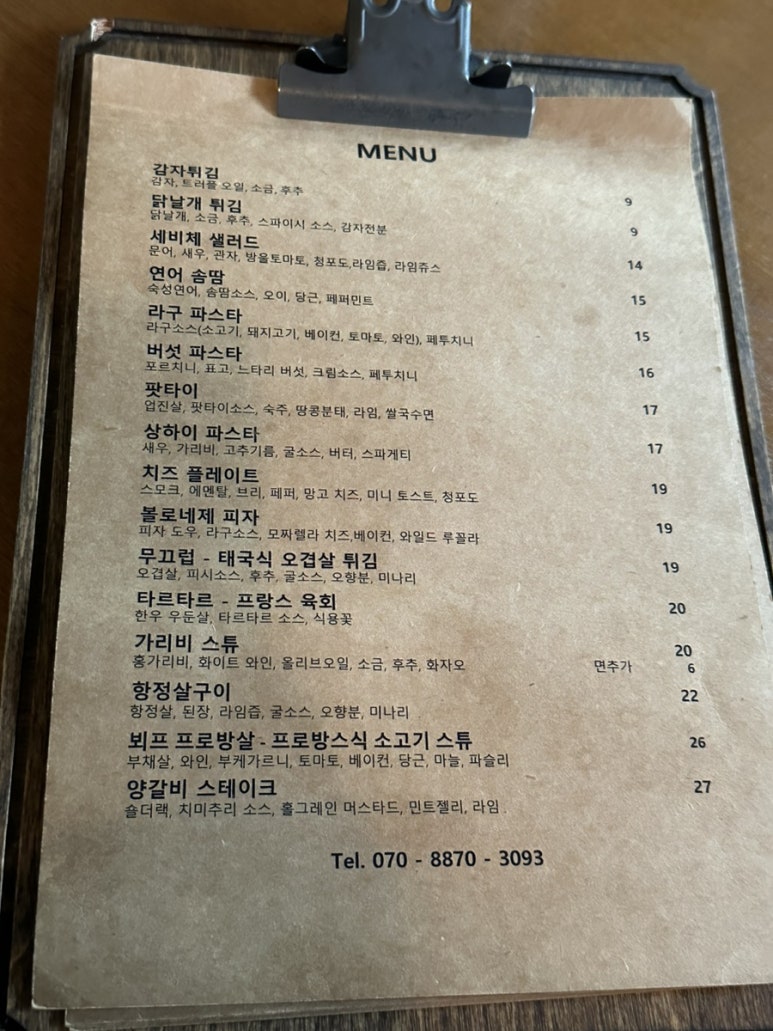 MENU
감자튀김 9
감자, 트러플 오일, 소금, 후추
닭날개 튀김 9
닭날개, 소금, 후추, 스파이시 소스, 감자전분
세비체 샐러드 14
문어, 새우, 관자, 방울토마토, 청포도,라임즙, 라임쥬스
연어 솜땀 15
숙성연어, 솜땀소스, 오이, 당근, 페퍼민트
라구 파스타 15
라구소스(소고기, 돼지고기, 베이컨, 토마토, 와인), 페투치니
버섯 파스타 16
포르치니, 표고, 느타리 버섯, 크림소스, 페투치니
팟타이 17
업진살, 팟타이소스, 숙주, 땅콩분태, 라임, 쌀국수면
상하이 파스타 17
새우, 가리비, 고추기름, 굴소스, 버터, 스파게티
치즈 플레이트 19
스모크, 에멘탈, 브리, 페퍼, 망고 치즈, 미니 토스트, 청포도
볼로네제 피자 19
피자 도우, 라구소스, 모짜렐라 치즈,베이컨, 와일드 루꼴라
무끄럽 - 태국식 오겹살 튀김 19
오겹살, 피시소스, 후추, 굴소스, 오향분, 미나리
타르타르 - 프랑스 육회 20
한우 우둔살, 타르타르 소스, 식용꽃
가리비 스튜 20
홍가리비, 화이트 와인, 올리브오일, 소금, 후추, 화자오 면추가 6
항정살구이 22
항정살, 된장, 라임즙, 굴소스, 오향분, 미나리 .
뵈프 프로방살 - 프로방스식 소고기 스튜 26
부채살, 와인, 부케가르니, 토마토, 베이컨, 당근, 마늘, 파슬리
양갈비 스테이크 27
숄더랙, 치미추리 소스, 홀그레인 머스타드, 민트젤리, 라임 .
Tel. 070 - 8870 - 3093